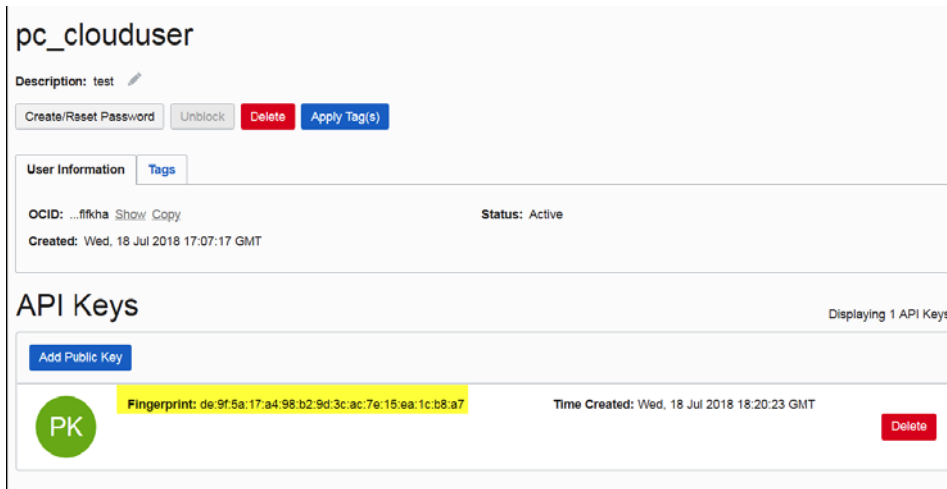 pc_clouduser
Description: test
Create/Reset Password Unblock Delete Apply Tag(s)
User Information Tags
OCID: ...flfkha Show Copy Status: Active
Created: Wed, 18 Jul 2018 17:07:17 GMT
API Keys
Displaying 1 API Keys
Add Public Key
PK Fingerprint: de:9f:5a:17:a4:98:b2:9d:3c:ac:7e:15:ea:1c:b8:a7 Time Created: Wed, 18 Jul 2018 18:20:23 GMT
Delete